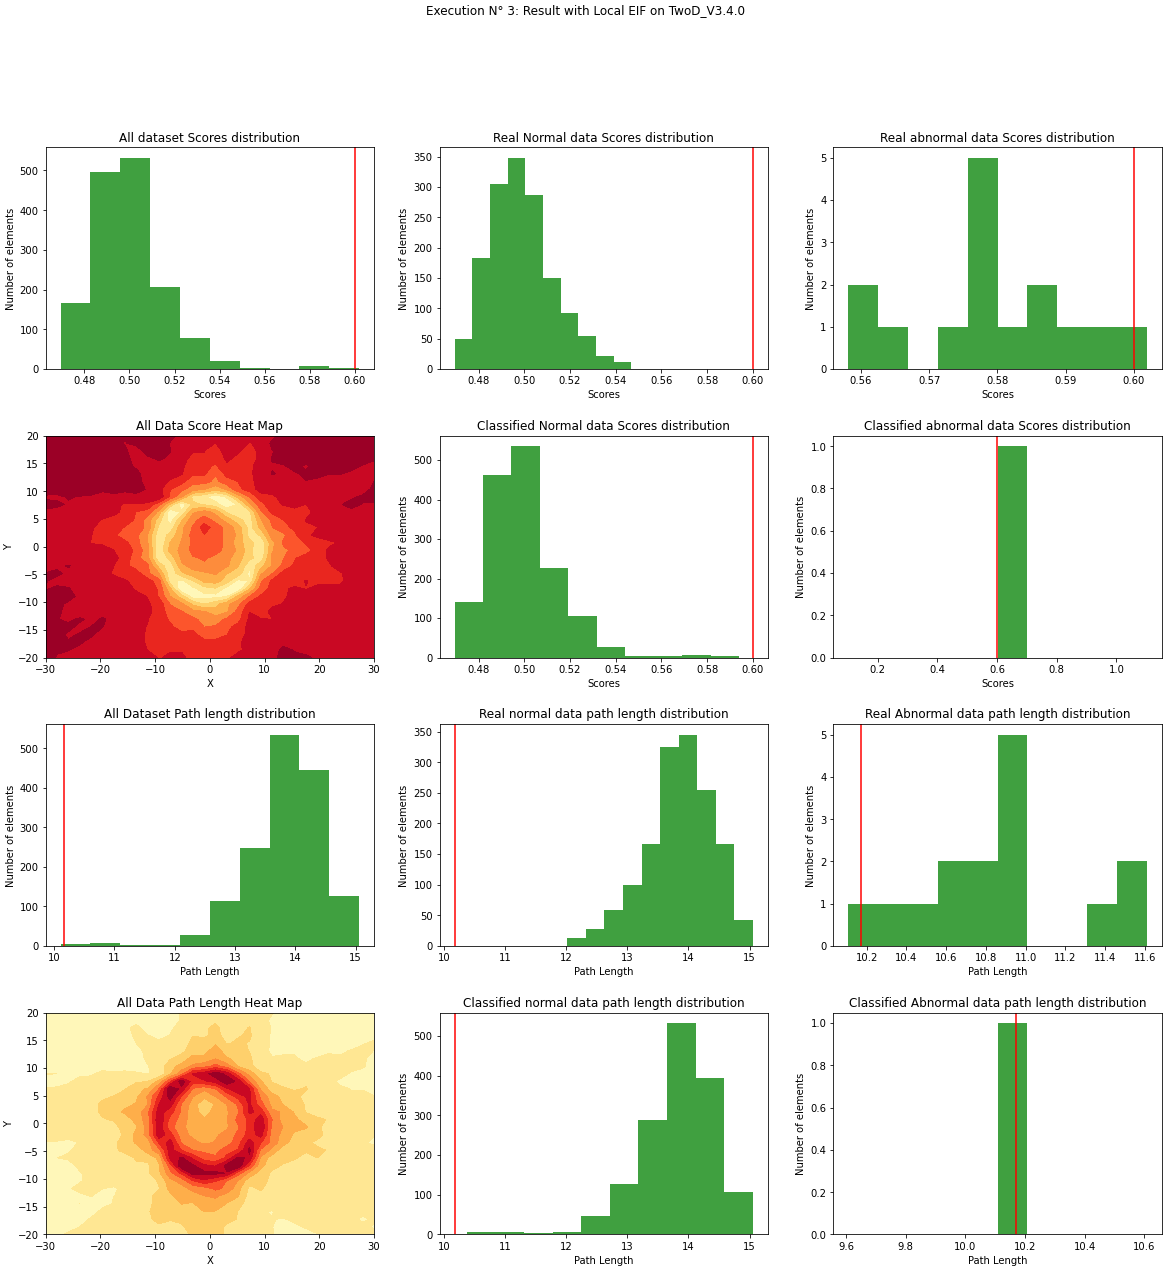 Execution N° 3: Result with Local EIF on TwoD_V3.4.0
All dataset Scores distribution
Number of elements
0
100
200
300
400
500
0.48 0.50 0.52 0.54 0.56 0.58 0.60
Scores
Real Normal data Scores distribution
Number of elements
0
50
100
150
200
250
300
350
0.48 0.50 0.52 0.54 0.56 0.58 0.60
Scores
Real abnormal data Scores distribution
Number of elements
0
1
2
3
4
5
0.56 0.57 0.58 0.59 0.60
Scores
All Data Score Heat Map
Y
20
15
10
5
0
−5
−10
−15
−20
−30 −20 −10 0 10 20 30
X
Classified Normal data Scores distribution
Number of elements
0
100
200
300
400
500
0.48 0.50 0.52 0.54 0.56 0.58 0.60
Scores
Classified abnormal data Scores distribution
Number of elements
0.0
0.2
0.4
0.6
0.8
1.0
0.2 0.4 0.6 0.8 1.0
Scores
All Dataset Path length distribution
Number of elements
0
100
200
300
400
500
10 11 12 13 14 15
Path Length
Real normal data path length distribution
Number of elements
0
50
100
150
200
250
300
350
10 11 12 13 14 15
Path Length
Real Abnormal data path length distribution
Number of elements
0
1
2
3
4
5
10.2 10.4 10.6 10.8 11.0 11.2 11.4 11.6
Path Length
All Data Path Length Heat Map
Y
20
15
10
5
0
−5
−10
−15
−20
−30 −20 −10 0 10 20 30
X
Classified normal data path length distribution
Number of elements
0
100
200
300
400
500
10 11 12 13 14 15
Path Length
Classified Abnormal data path length distribution
Number of elements
0.0
0.2
0.4
0.6
0.8
1.0
9.6 9.8 10.0 10.2 10.4 10.6
Path Length